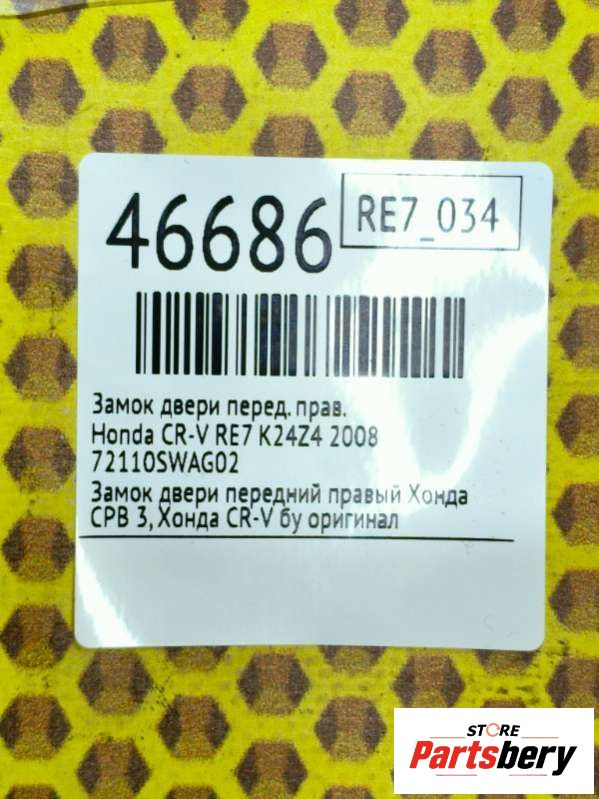 46686
RE7_034
Замок двери перед. прав.
Honda CR-V RE7 K24Z4 2008
72110SWAG02
Замок двери передний правый Хонда
СРВ 3, Хонда CR-V бу оригинал
STORE
Partsbery